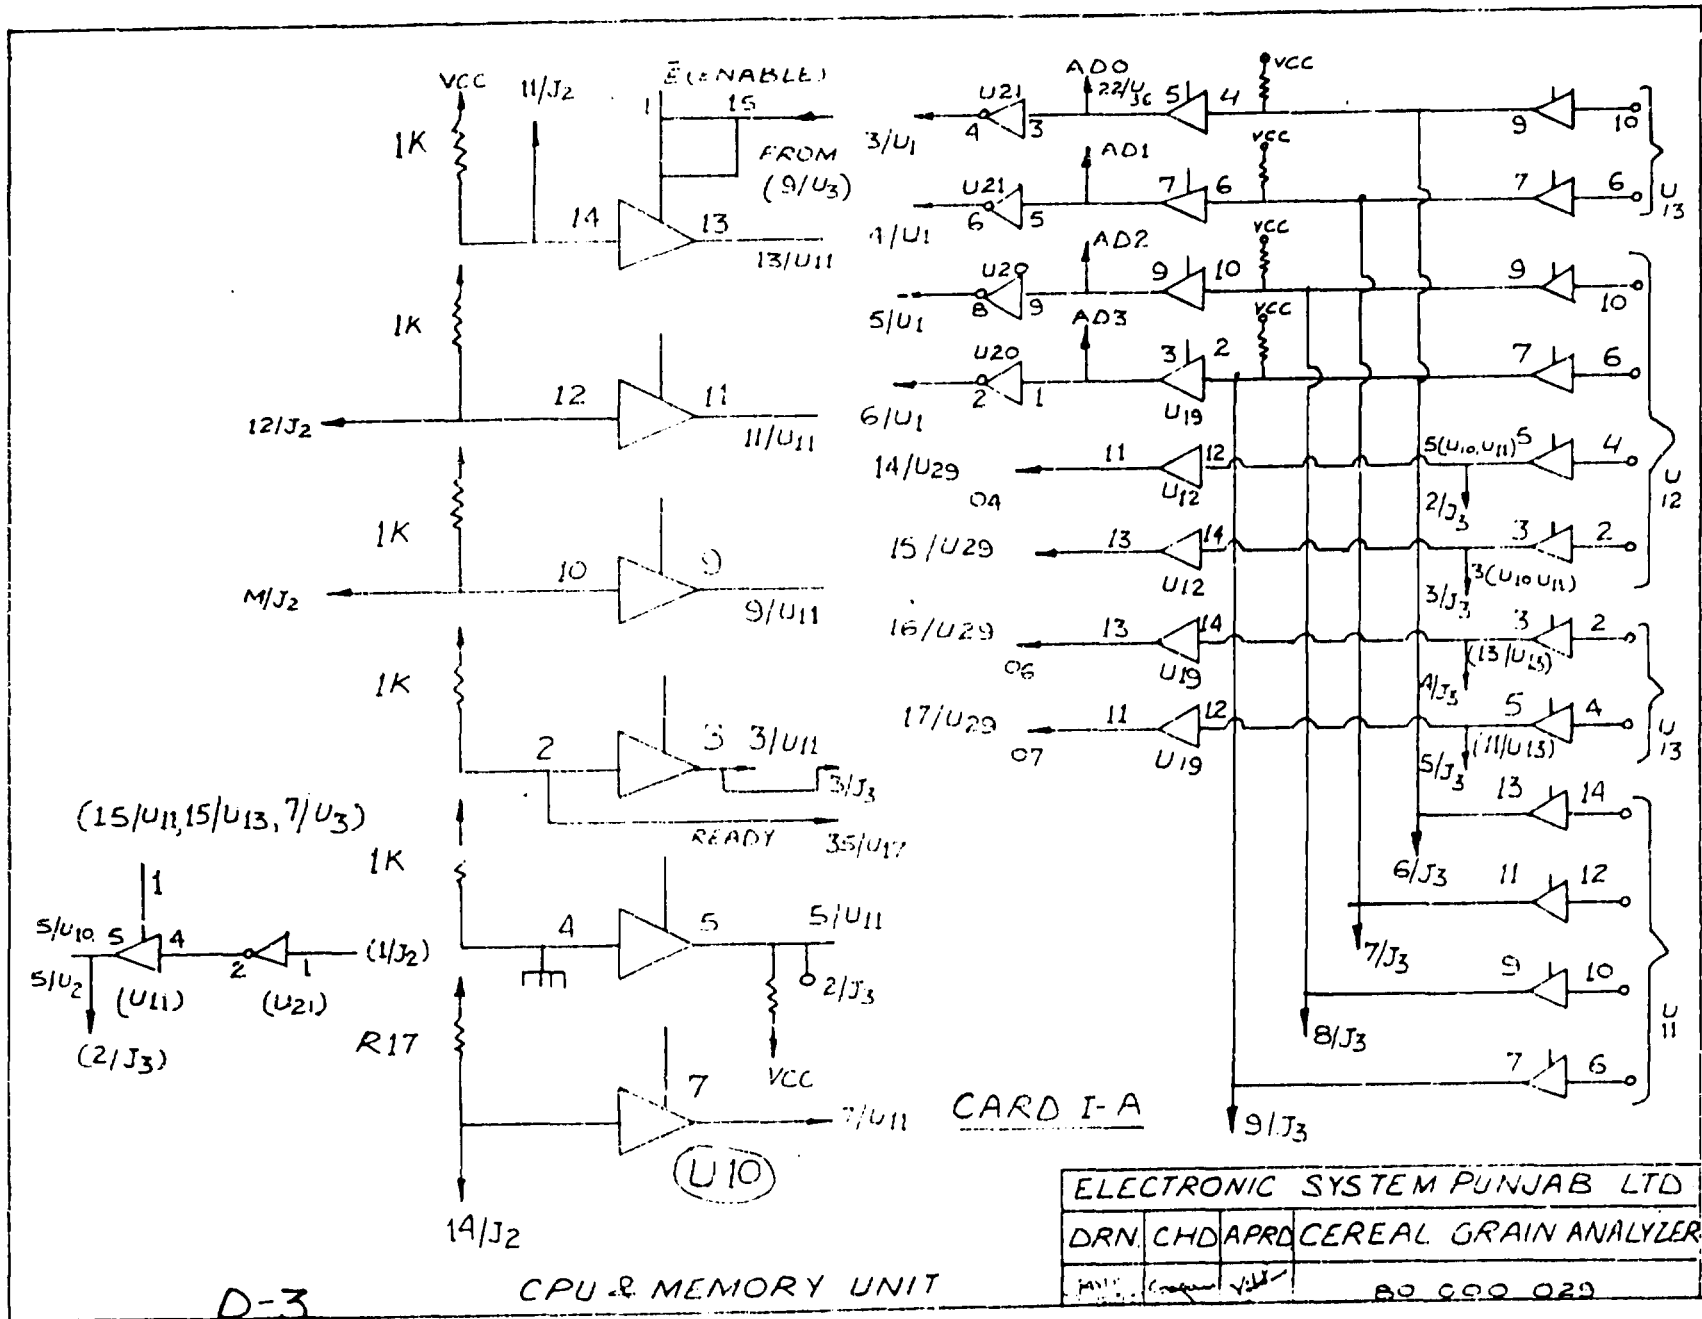 VCC
11/J2
1K
E(ENABLE)
1
15
FROM
(9/U3)
14
13
13/U11
1K
12/J2
12
11
11/U11
1K
M/J2
10
9
9/U11
1K
2
3
3/U11
3/J3
READY
35/U17
1K
(15/U11, 15/U13, 7/U3)
1
5/U10
5
4
5/U2
(U11)
2
1
(U21)
(1/J2)
(2/J3)
4
5
5/U11
2/J3
VCC
R17
7
7/U11
U10
14/J2
3/U1
U21
4
3
AD0
22/U36
5
4
VCC
9
10
4/U1
U21
6
5
AD1
7
6
VCC
7
6
U13
5/U1
U20
8
9
AD2
9
10
VCC
9
10
6/U1
U20
2
1
AD3
3
2
U19
VCC
7
6
14/U29
04
11
12
U12
5(U10,U11)
5
4
2/J3
U12
15/U29
13
14
U12
3
2
3(U10 U11)
3/J3
16/U29
06
13
14
U19
3
2
(13/U13)
4/J3
17/U29
07
11
12
U19
5
4
(11/U13)
5/J3
U13
13
14
6/J3
11
12
7/J3
9
10
8/J3
U11
7
6
9/J3
CARD I-A
ELECTRONIC SYSTEM PUNJAB LTD
DRN. CHD APRD CEREAL GRAIN ANALYZER
80 000 029
D-3
CPU & MEMORY UNIT